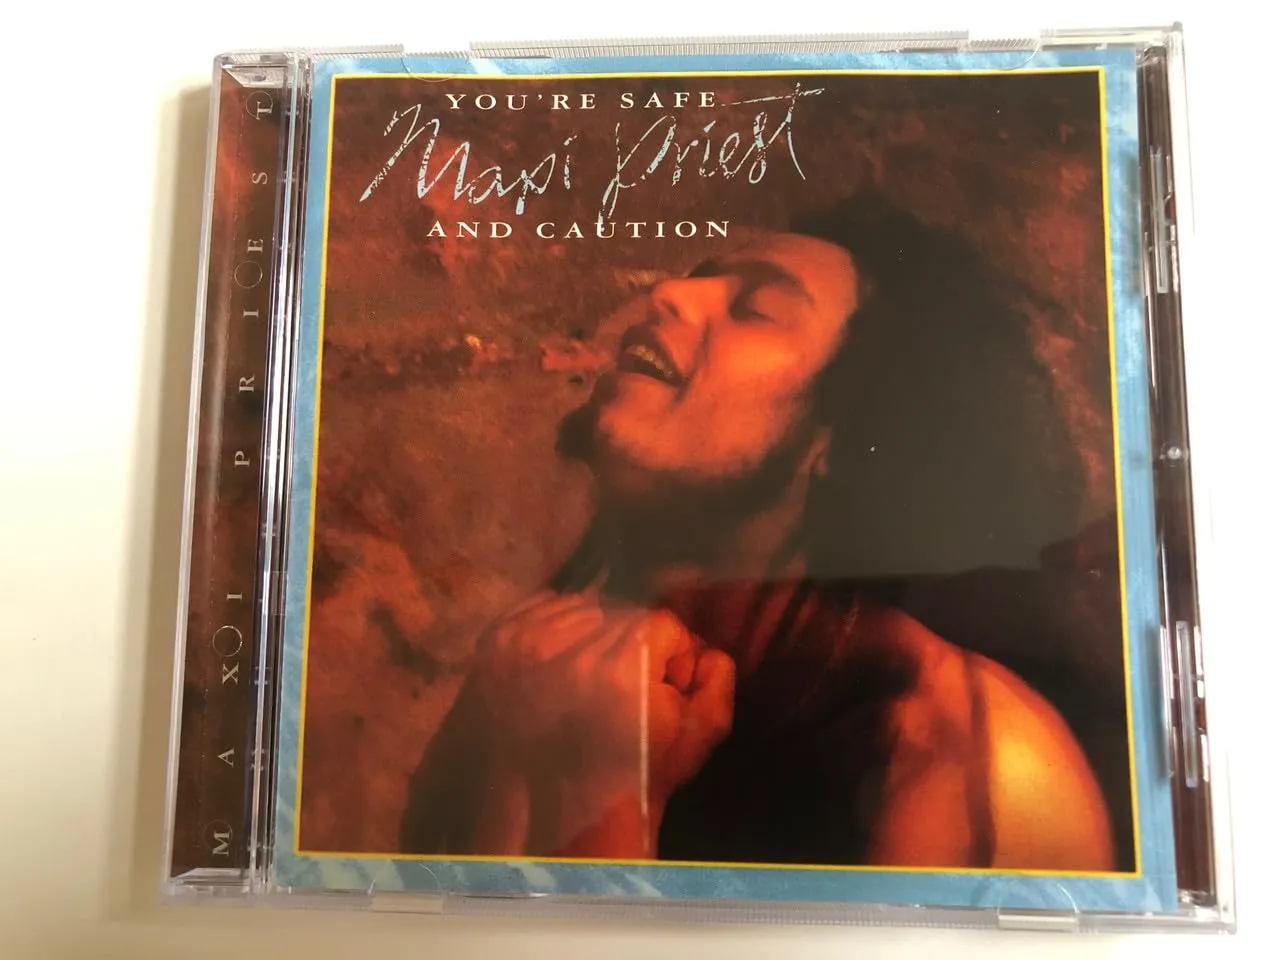 YOU'RE SAFE
Maxi Priest
AND CAUTION
MAXI PRIEST